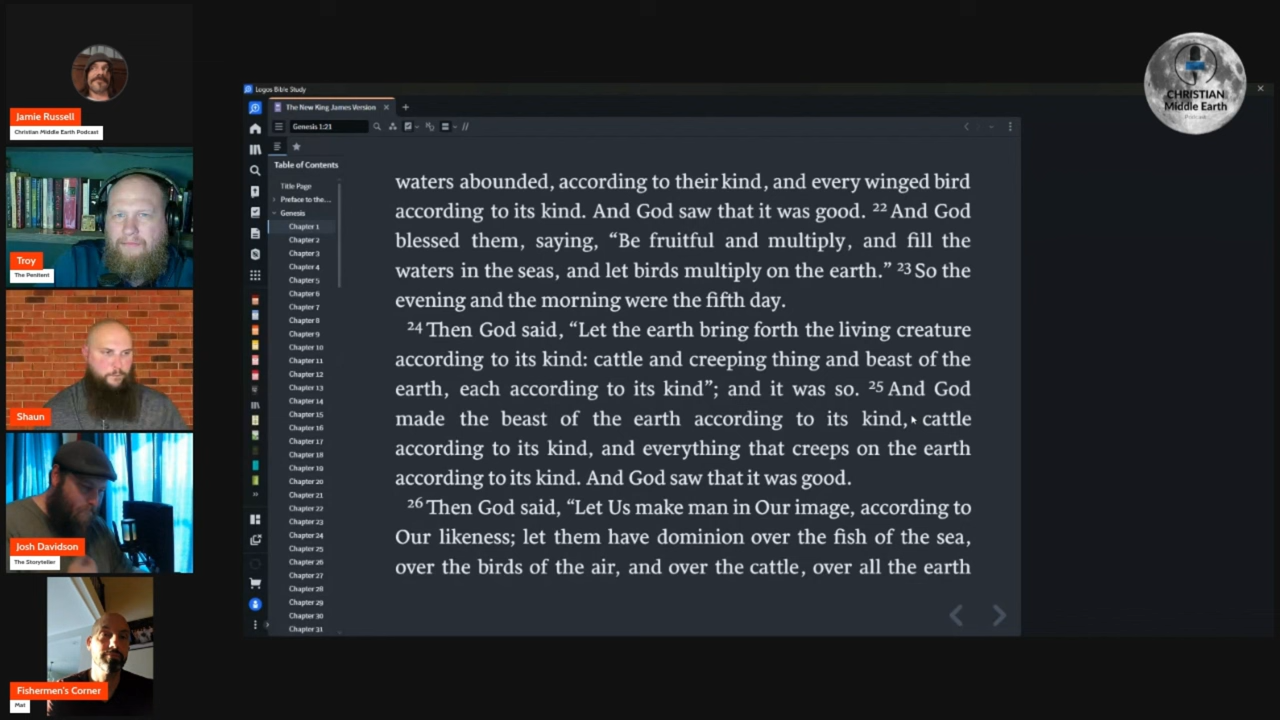 Jamie Russell
Christian Middle Earth Podcast
Troy
The Penitent
Shaun
Josh Davidson
The Storyteller
Fishermen's Corner
Mat
Logos Bible Study
The New King James Version
Genesis 1:21
Table of Contents
Title Page
Preface to the...
Genesis
Chapter 1
Chapter 2
Chapter 3
Chapter 4
Chapter 5
Chapter 6
Chapter 7
Chapter 8
Chapter 9
Chapter 10
Chapter 11
Chapter 12
Chapter 13
Chapter 14
Chapter 15
Chapter 16
Chapter 17
Chapter 18
Chapter 19
Chapter 20
Chapter 21
Chapter 22
Chapter 23
Chapter 24
Chapter 25
Chapter 26
Chapter 27
Chapter 28
Chapter 29
Chapter 30
Chapter 31
waters abounded, according to their kind, and every winged bird
according to its kind. And God saw that it was good. 22 And God
blessed them, saying, “Be fruitful and multiply, and fill the
waters in the seas, and let birds multiply on the earth.” 23 So the
evening and the morning were the fifth day.
24 Then God said, “Let the earth bring forth the living creature
according to its kind: cattle and creeping thing and beast of the
earth, each according to its kind”; and it was so. 25 And God
made the beast of the earth according to its kind, cattle
according to its kind, and everything that creeps on the earth
according to its kind. And God saw that it was good.
26 Then God said, “Let Us make man in Our image, according to
Our likeness; let them have dominion over the fish of the sea,
over the birds of the air, and over the cattle, over all the earth
CHRISTIAN
Middle Earth
Podcast